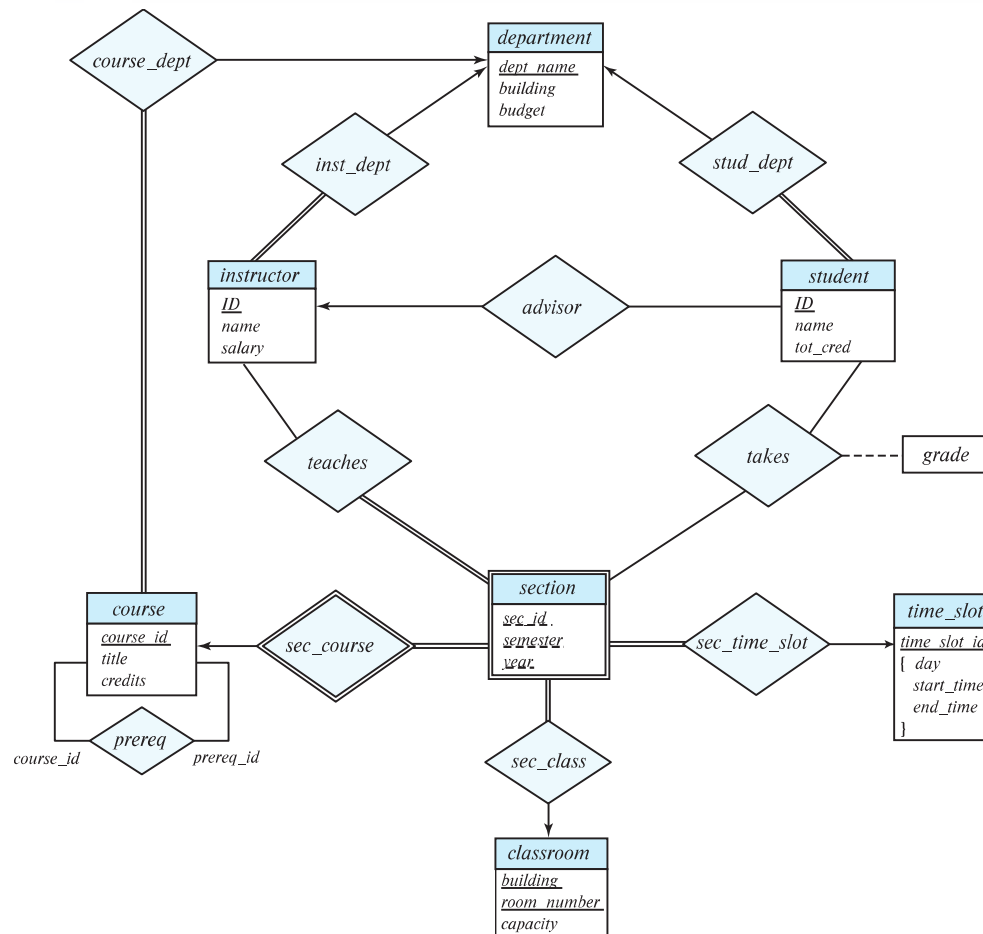 department
course_dept
dept_name
building
budget
inst_dept
stud_dept
instructor
student
ID
name
salary
advisor
ID
name
tot_cred
teaches
takes
grade
section
course
time_slot
sec_id
semester
year
course_id
title
credits
sec_course
sec_time_slot
time_slot_id
{ day
start_time
end_time
}
prereq
course_id
prereq_id
sec_class
classroom
building
room_number
capacity